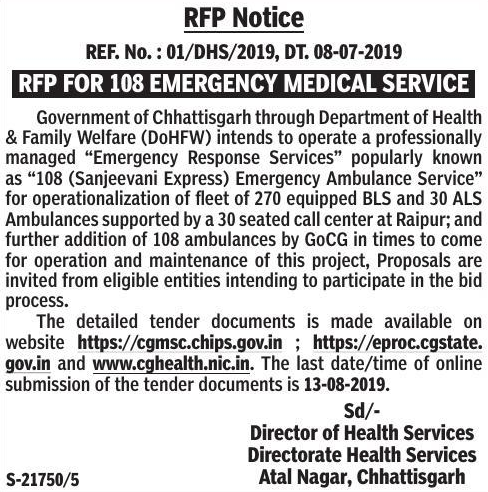 RFP Notice
REF. No. : 01/DHS/2019, DT. 08-07-2019
RFP FOR 108 EMERGENCY MEDICAL SERVICE
Government of Chhattisgarh through Department of Health
& Family Welfare (DoHFW) intends to operate a professionally
managed “Emergency Response Services” popularly known
as “108 (Sanjeevani Express) Emergency Ambulance Service”
for operationalization of fleet of 270 equipped BLS and 30 ALS
Ambulances supported by a 30 seated call center at Raipur; and
further addition of 108 ambulances by GoCG in times to come
for operation and maintenance of this project, Proposals are
invited from eligible entities intending to participate in the bid
process.
The detailed tender documents is made available on
website https://cgmsc.chips.gov.in ; https://eproc.cgstate.
gov.in and www.cghealth.nic.in. The last date/time of online
submission of the tender documents is 13-08-2019.
Sd/-
Director of Health Services
Directorate Health Services
S-21750/5 Atal Nagar, Chhattisgarh